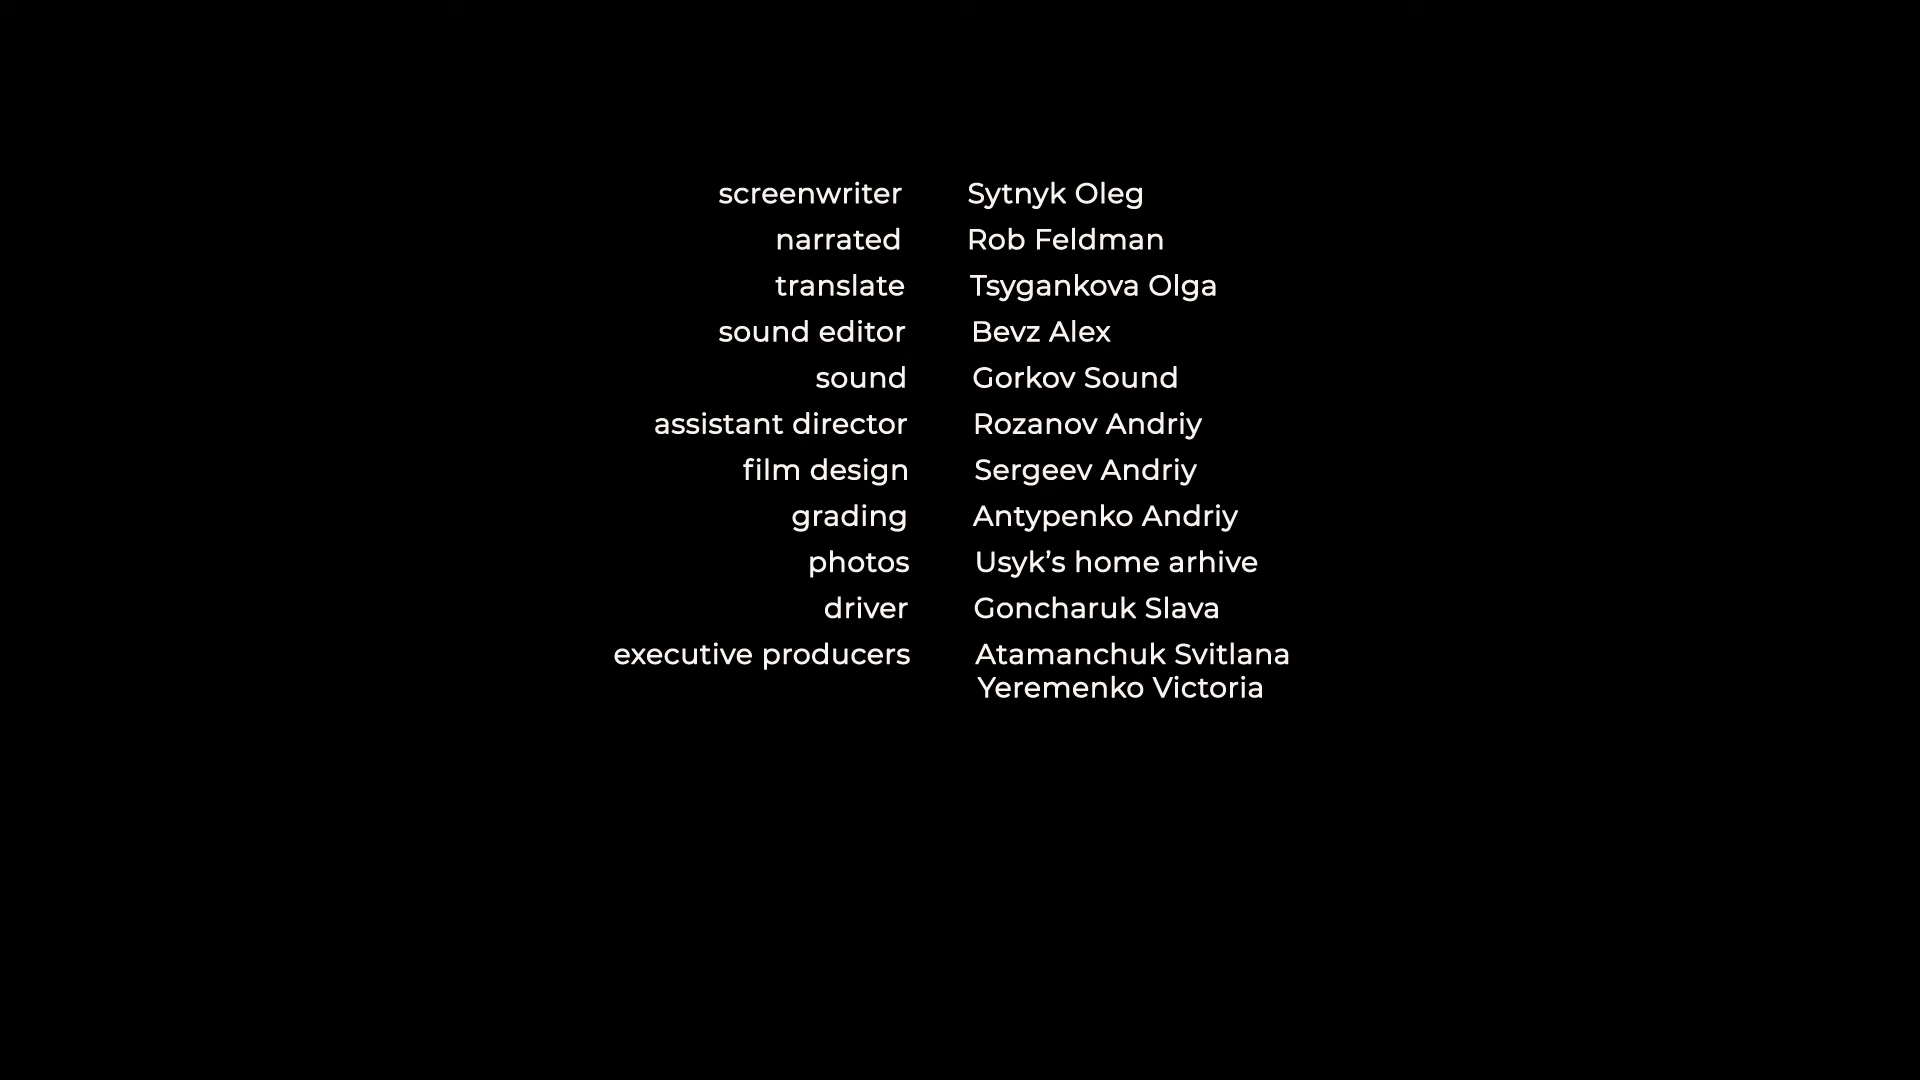 screenwriter Sytnyk Oleg
narrated Rob Feldman
translate Tsygankova Olga
sound editor Bevz Alex
sound Gorkov Sound
assistant director Rozanov Andriy
film design Sergeev Andriy
grading Antypenko Andriy
photos Usyk’s home arhive
driver Goncharuk Slava
executive producers Atamanchuk Svitlana
Yeremenko Victoria